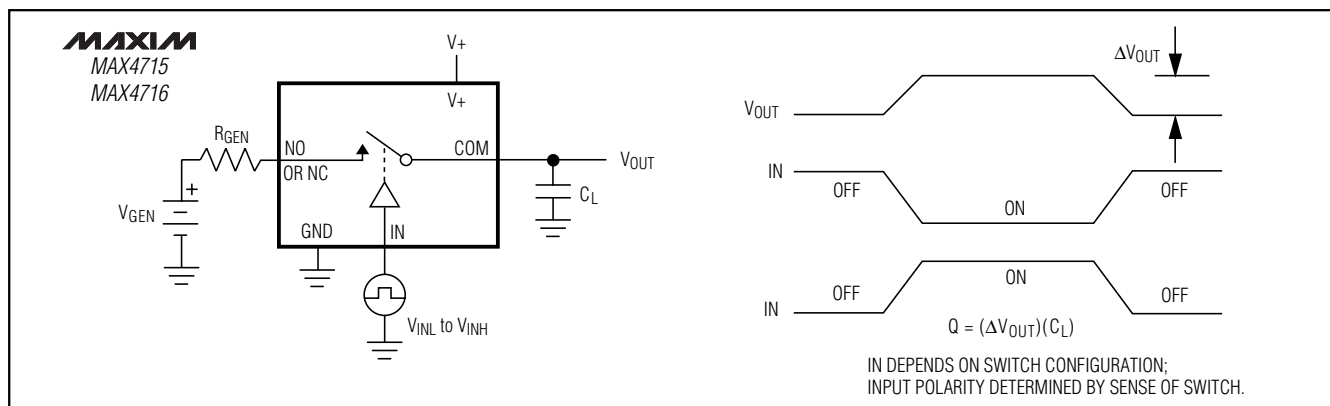 MAXIM
MAX4715
MAX4716
V+
V+
RGEN
NO
OR NC
COM
VOUT
+
VGEN
CL
GND
IN
VINL to VINH
ΔVOUT
VOUT
IN
OFF
ON
OFF
IN
OFF
ON
OFF
Q = (ΔVOUT)(CL)
IN DEPENDS ON SWITCH CONFIGURATION;
INPUT POLARITY DETERMINED BY SENSE OF SWITCH.